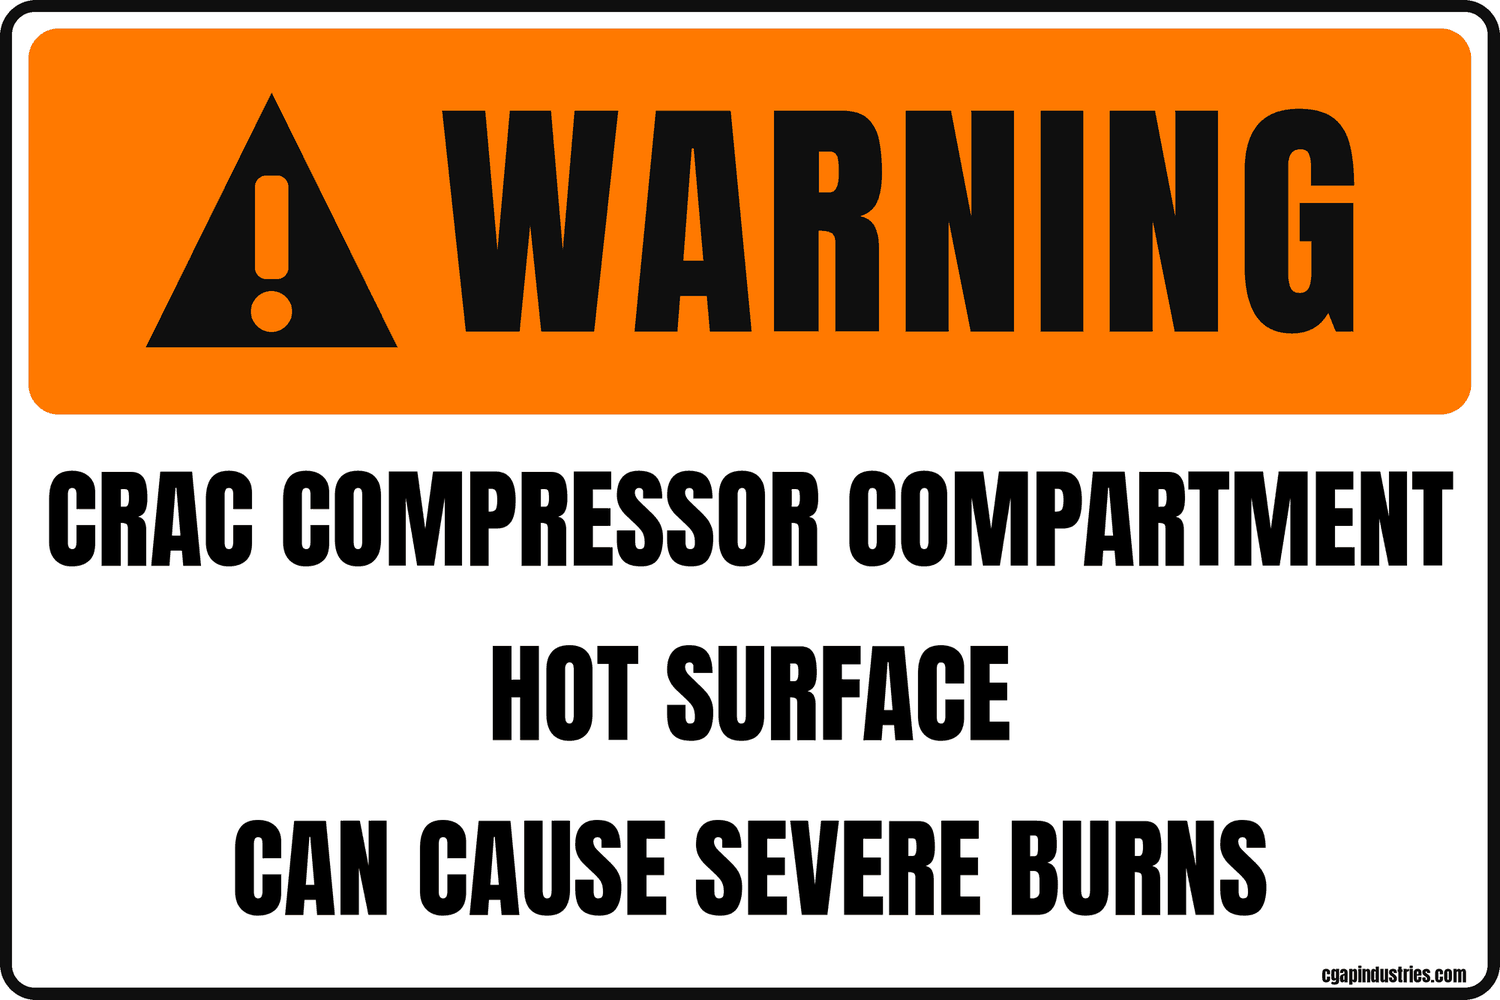 WARNING
CRAC COMPRESSOR COMPARTMENT
HOT SURFACE
CAN CAUSE SEVERE BURNS
cgapindustries.com